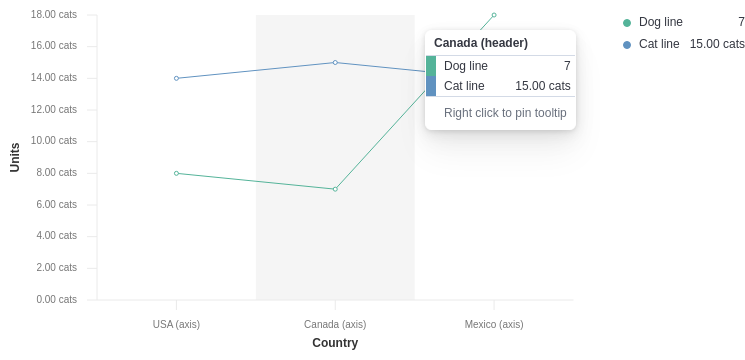 18.00 cats
16.00 cats
14.00 cats
12.00 cats
10.00 cats
8.00 cats
6.00 cats
4.00 cats
2.00 cats
0.00 cats
Units
USA (axis)
Canada (axis)
Mexico (axis)
Country
Canada (header)
Dog line 7
Cat line 15.00 cats
Right click to pin tooltip
Dog line 7
Cat line 15.00 cats